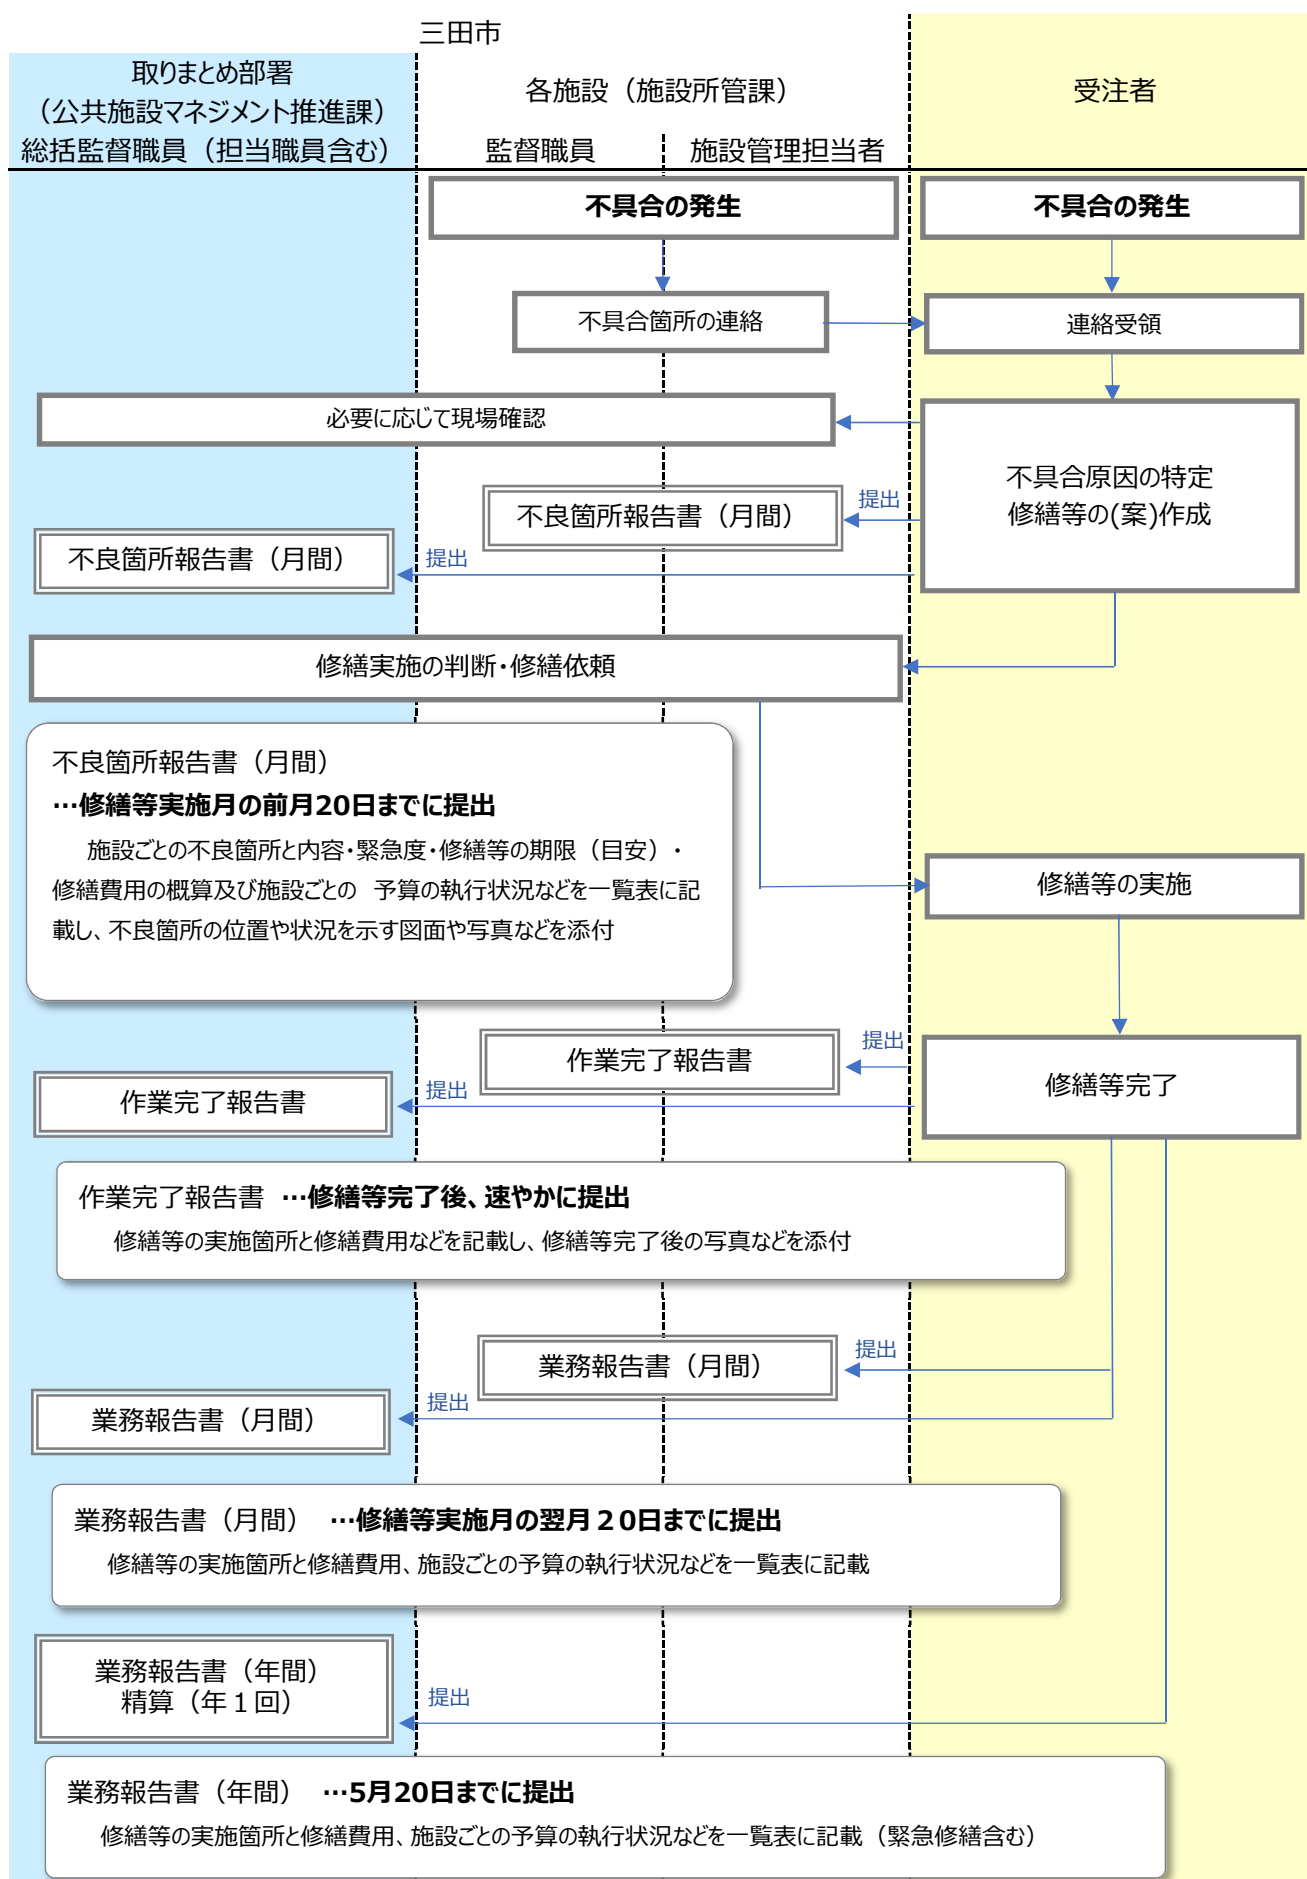 三田市
取りまとめ部署
（公共施設マネジメント推進課）
総括監督職員（担当職員含む）
各施設（施設所管課）
監督職員
施設管理担当者
受注者
不具合の発生
不具合の発生
不具合箇所の連絡
連絡受領
必要に応じて現場確認
不具合原因の特定
修繕等の(案)作成
提出
不良箇所報告書（月間）
提出
不良箇所報告書（月間）
修繕実施の判断・修繕依頼
不良箇所報告書（月間）
…修繕等実施月の前月20日までに提出
施設ごとの不良箇所と内容・緊急度・修繕等の期限（目安）・
修繕費用の概算及び施設ごとの　予算の執行状況などを一覧表に記
載し、不良箇所の位置や状況を示す図面や写真などを添付
修繕等の実施
提出
作業完了報告書
修繕等完了
提出
作業完了報告書
作業完了報告書　…修繕等完了後、速やかに提出
修繕等の実施箇所と修繕費用などを記載し、修繕等完了後の写真などを添付
提出
業務報告書（月間）
提出
業務報告書（月間）
業務報告書（月間）　…修繕等実施月の翌月２０日までに提出
修繕等の実施箇所と修繕費用、施設ごとの予算の執行状況などを一覧表に記載
業務報告書（年間）
精算（年１回）
提出
業務報告書（年間）　…5月20日までに提出
修繕等の実施箇所と修繕費用、施設ごとの予算の執行状況などを一覧表に記載（緊急修繕含む）